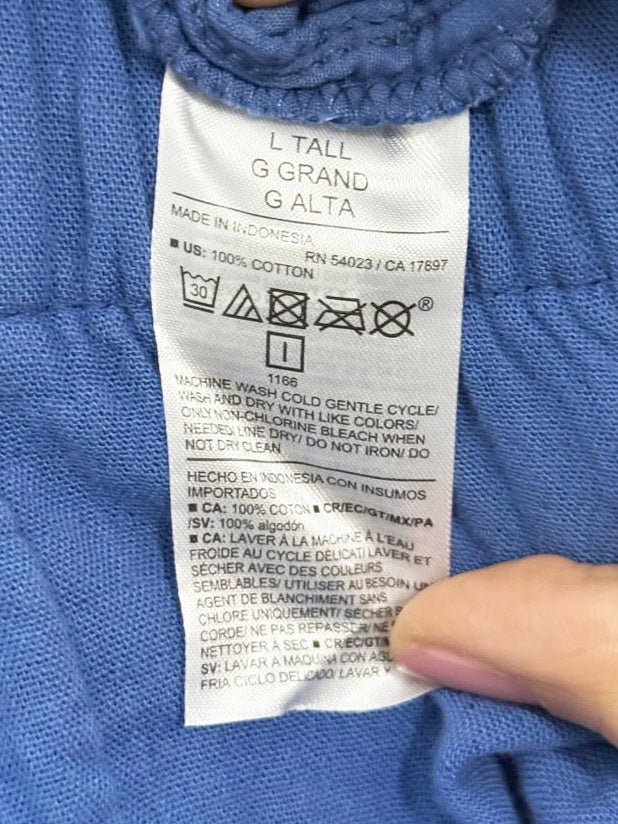 L TALL
G GRAND
G ALTA
MADE IN INDONESIA
RN 54023 / CA 17897
■ US: 100% COTTON
30
®
I
1166
MACHINE WASH COLD GENTLE CYCLE/
WASH AND DRY WITH LIKE COLORS/
ONLY NON-CHLORINE BLEACH WHEN
NEEDED/ LINE DRY/ DO NOT IRON/ DO
NOT DRY CLEAN
HECHO EN INDONESIA CON INSUMOS
IMPORTADOS
■ CA: 100% COTON ■ CR/EC/GT/MX/PA
/SV: 100% algodón
■ CA: LAVER À LA MACHINE À L'EAU
FROIDE AU CYCLE DÉLICAT/ LAVER ET
SÉCHER AVEC DES COULEURS
SEMBLABLES/ UTILISER AU BESOIN UN
AGENT DE BLANCHIMENT SANS
CHLORE UNIQUEMENT/ SÉCHER
CORDE/ NE PAS REPASSER/ NE
NETTOYER À SEC ■ CR/EC/GT/
SV: LAVAR A MAQUINA CON
FRIA CICLO DELICADO/ LAVAR Y